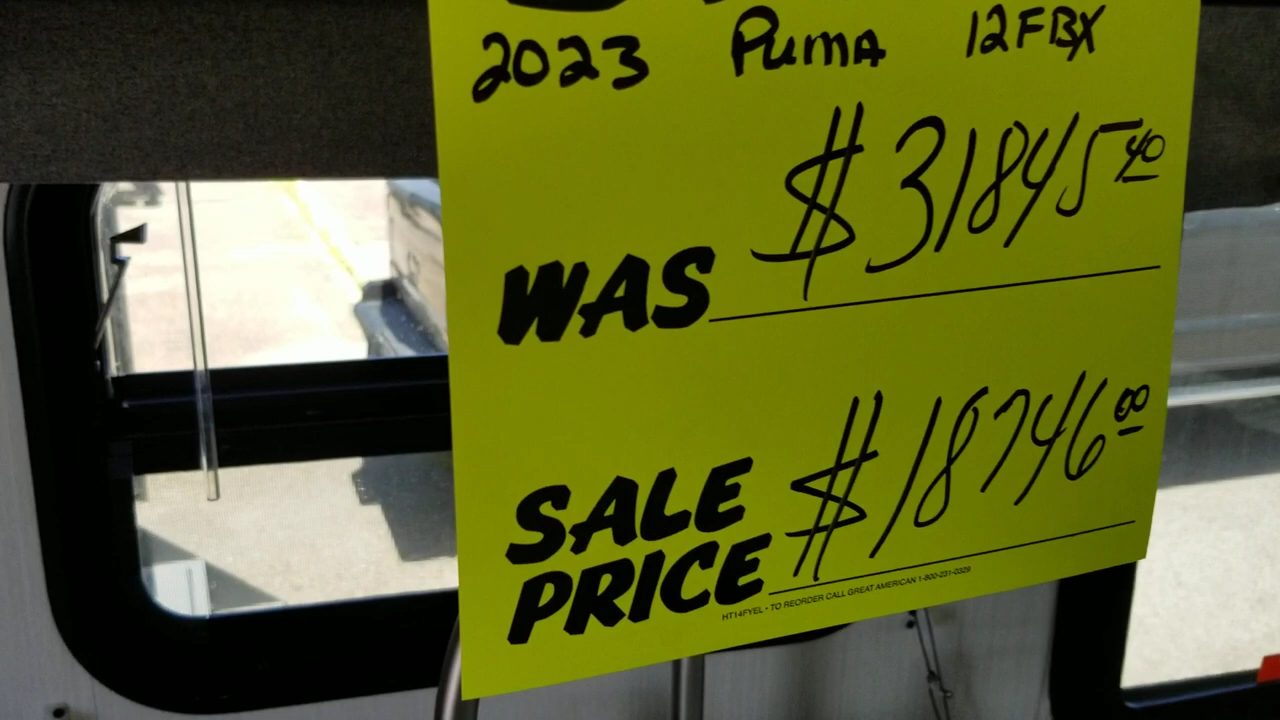 2023 PUMA 12FBX
WAS $31845.40
SALE
PRICE $18746.00
HT14FYEL • TO REORDER CALL GREAT AMERICAN 1-800-231-0329